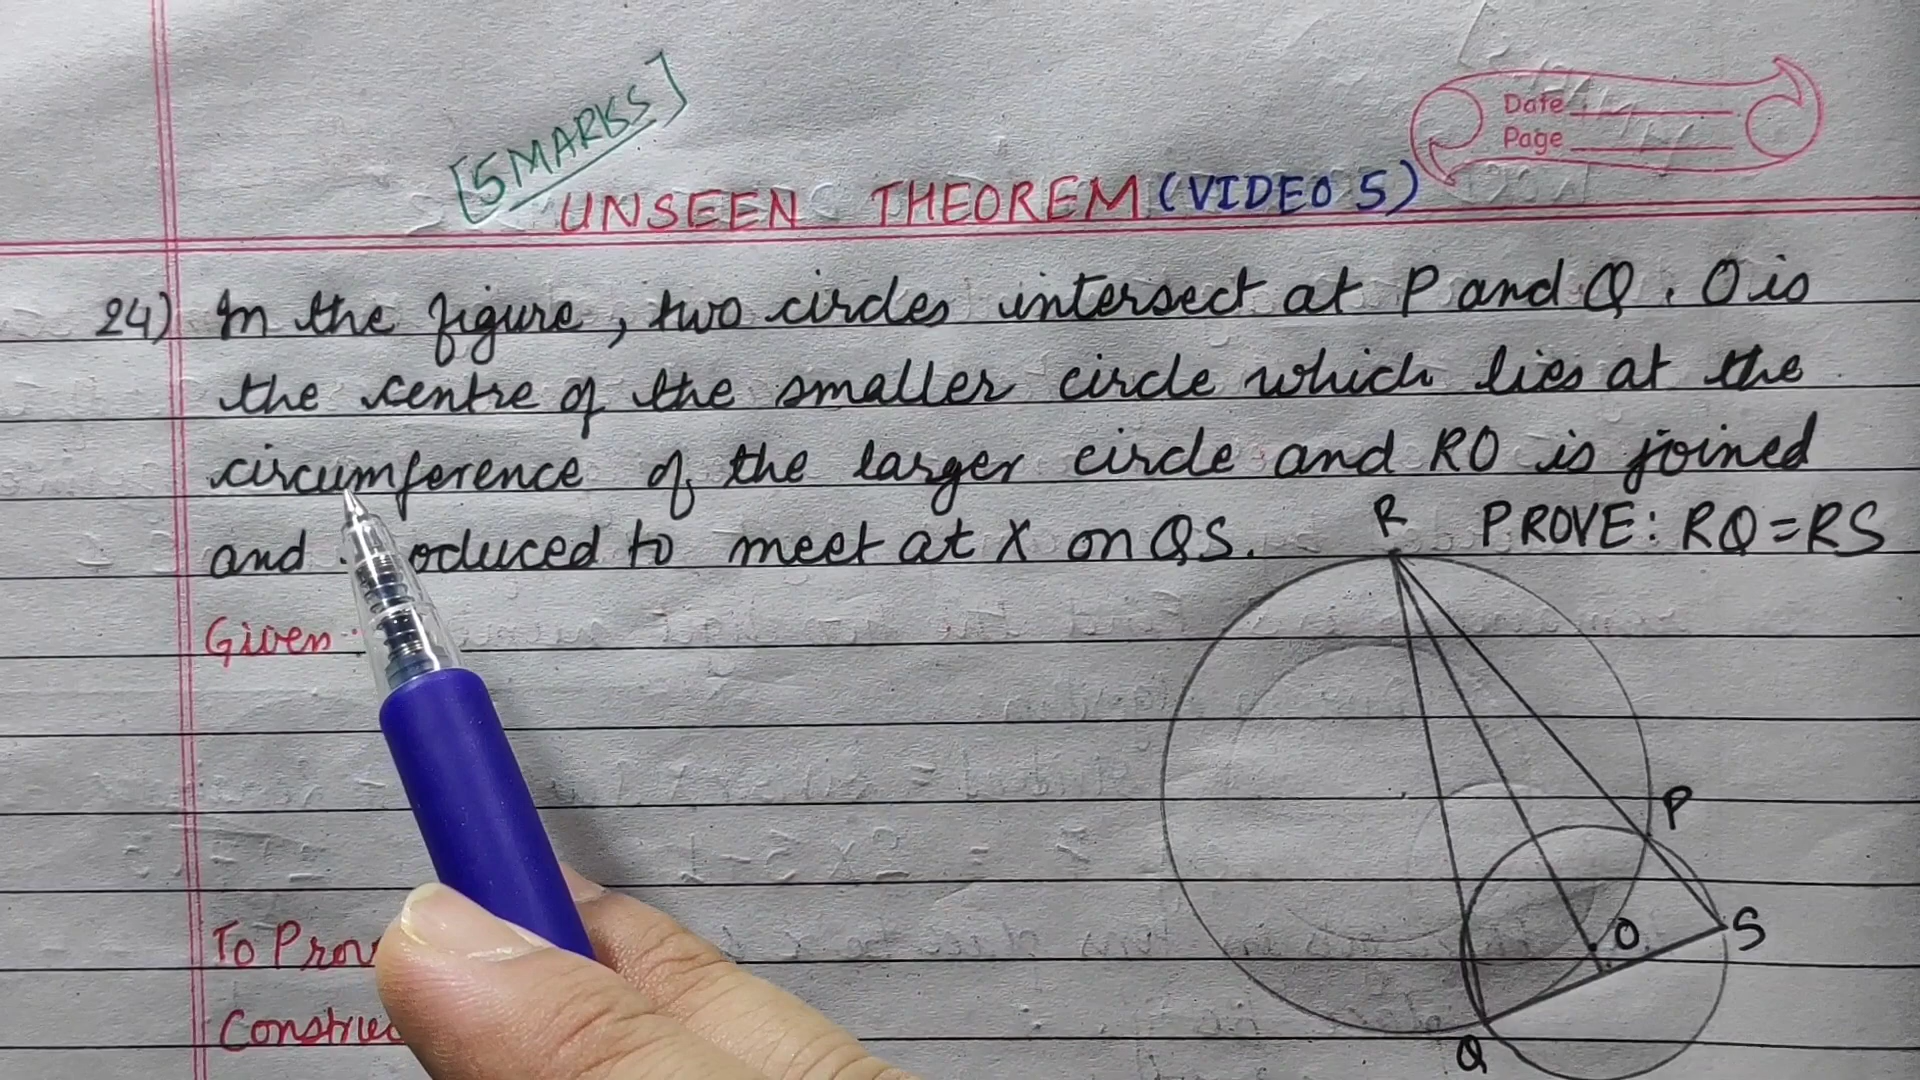 [5 MARKS]
Date
Page
UNSEEN THEOREM (VIDEO 5)
24) In the figure, two circles intersect at P and Q. O is
the centre of the smaller circle which lies at the
circumference of the larger circle and RO is joined
and oduced to meet at X on QS.
R PROVE: RQ=RS
Given:
P
To Prov
O
S
Construc
Q